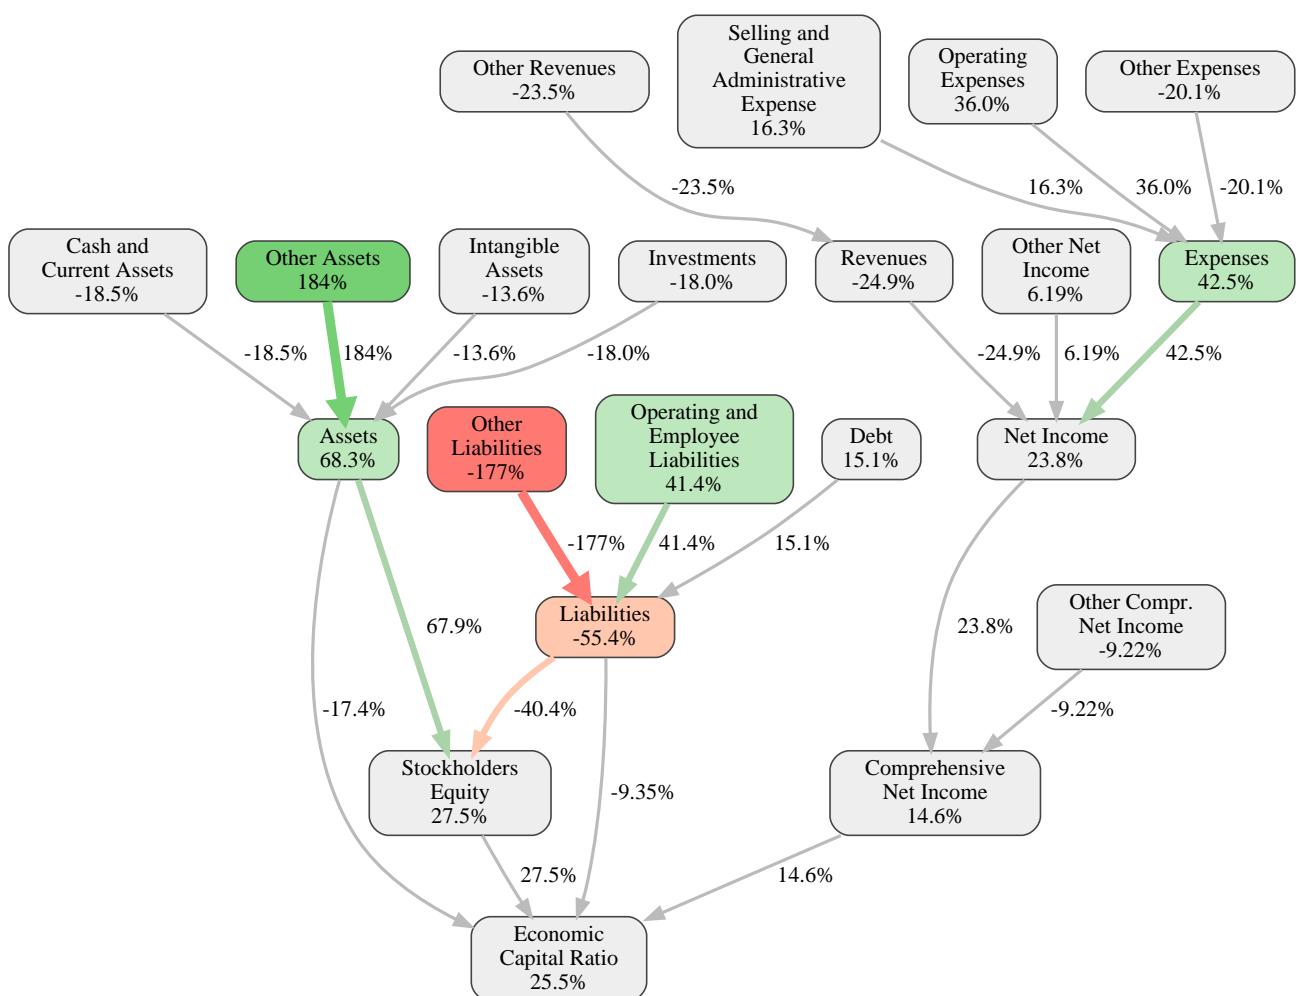 Other Revenues
-23.5%
Selling and
General
Administrative
Expense
16.3%
Operating
Expenses
36.0%
Other Expenses
-20.1%
-23.5%
16.3%
36.0%
-20.1%
Cash and
Current Assets
-18.5%
Other Assets
184%
Intangible
Assets
-13.6%
Investments
-18.0%
Revenues
-24.9%
Other Net
Income
6.19%
Expenses
42.5%
-18.5%
184%
-13.6%
-18.0%
-24.9%
6.19%
42.5%
Assets
68.3%
Other
Liabilities
-177%
Operating and
Employee
Liabilities
41.4%
Debt
15.1%
Net Income
23.8%
-177%
41.4%
15.1%
67.9%
Liabilities
-55.4%
23.8%
Other Compr.
Net Income
-9.22%
-17.4%
-40.4%
-9.22%
Stockholders
Equity
27.5%
-9.35%
Comprehensive
Net Income
14.6%
27.5%
14.6%
Economic
Capital Ratio
25.5%